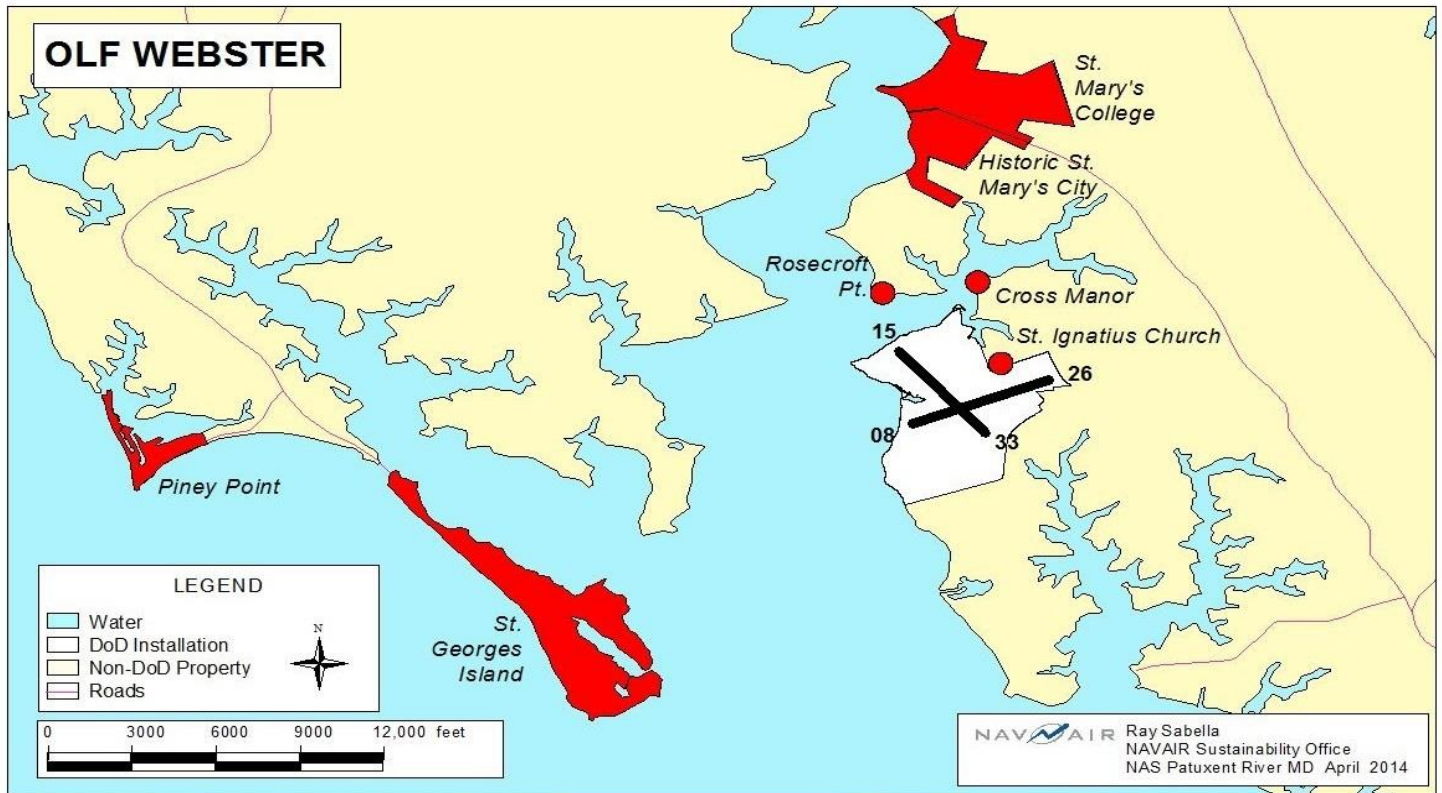 OLF WEBSTER
St.
Mary's
College
Historic St.
Mary's City
Rosecroft
Pt.
Cross Manor
St. Ignatius Church
15
26
08
33
Piney Point
St.
Georges
Island
LEGEND
Water
DoD Installation
Non-DoD Property
Roads
N
0 3000 6000 9000 12,000 feet
NAVAIR
Ray Sabella
NAVAIR Sustainability Office
NAS Patuxent River MD April 2014